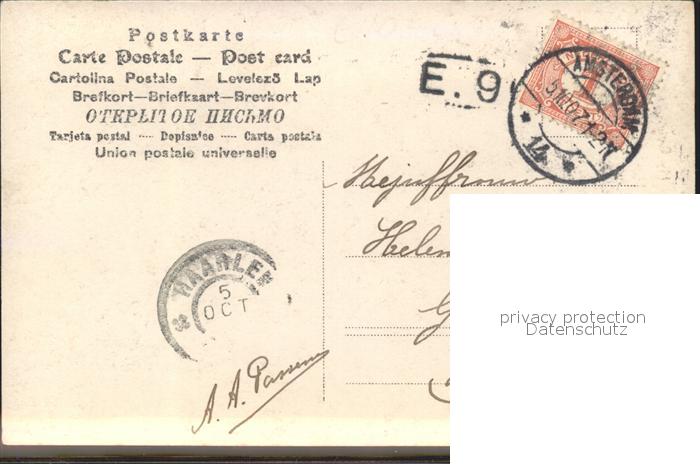 Postkarte
Carte Postale — Post card
Cartolina Postale — Levelező Lap
Brefkort—Briefkaart—Brevkort
ОТКРЫТОЕ ПИСЬМО
Tarjeta postal — Dopisnice — Carta postala
Union postale universelle
E. 9
AMSTERDAM
14
Mejuffrouw
Helen
HAARLEM
5
OCT
A. A.
privacy protection
Datenschutz